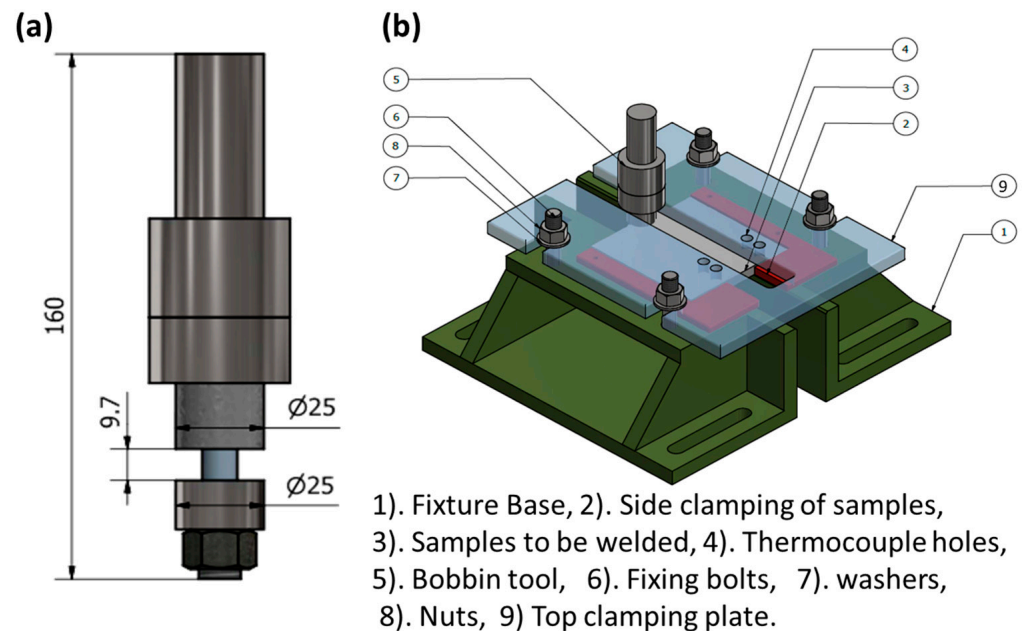 (a)
160
9.7
Ø25
Ø25
(b)
5
6
8
7
4
3
2
9
1
1). Fixture Base, 2). Side clamping of samples,
3). Samples to be welded, 4). Thermocouple holes,
5). Bobbin tool, 6). Fixing bolts, 7). washers,
8). Nuts, 9) Top clamping plate.